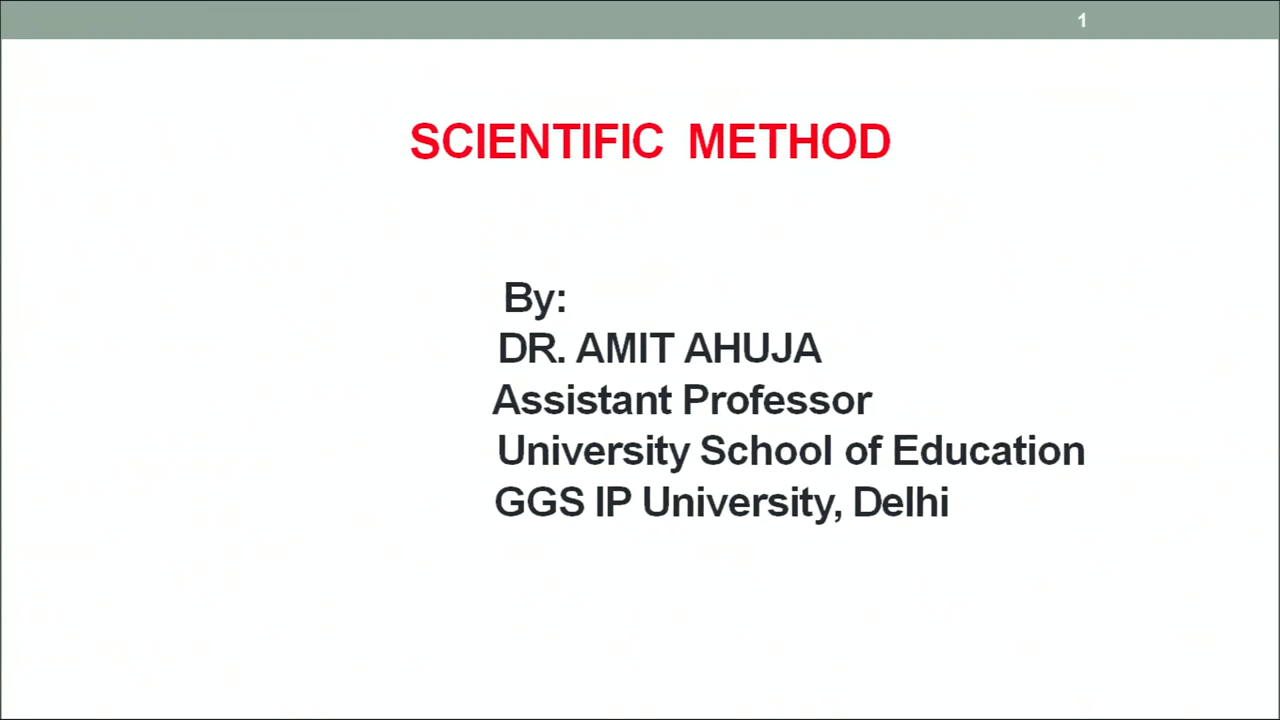 1
SCIENTIFIC METHOD
By:
DR. AMIT AHUJA
Assistant Professor
University School of Education
GGS IP University, Delhi